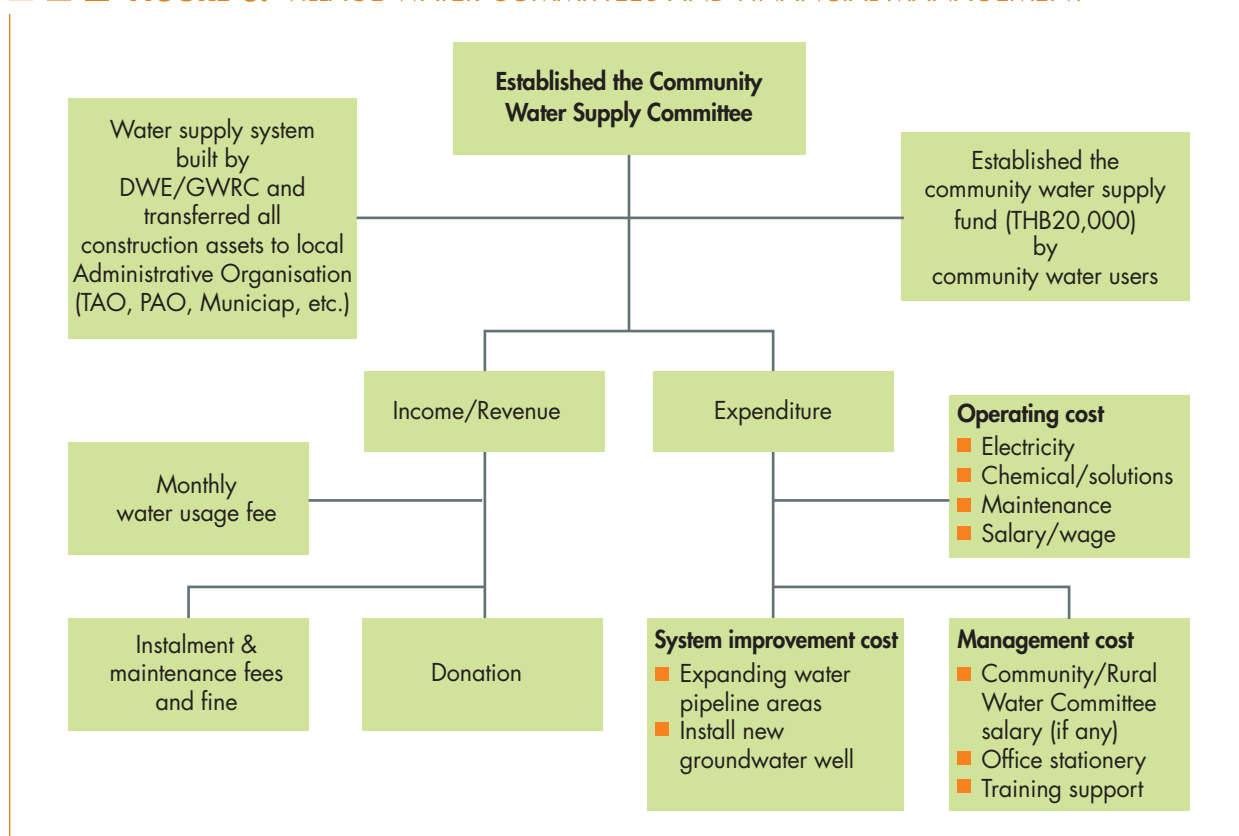 Established the Community
Water Supply Committee
Water supply system
built by
DWE/GWRC and
transferred all
construction assets to local
Administrative Organisation
(TAO, PAO, Municiap, etc.)
Established the
community water supply
fund (THB20,000)
by
community water users
Income/Revenue
Expenditure
Monthly
water usage fee
Operating cost
Electricity
Chemical/solutions
Maintenance
Salary/wage
Instalment &
maintenance fees
and fine
Donation
System improvement cost
Expanding water
pipeline areas
Install new
groundwater well
Management cost
Community/Rural
Water Committee
salary (if any)
Office stationery
Training support